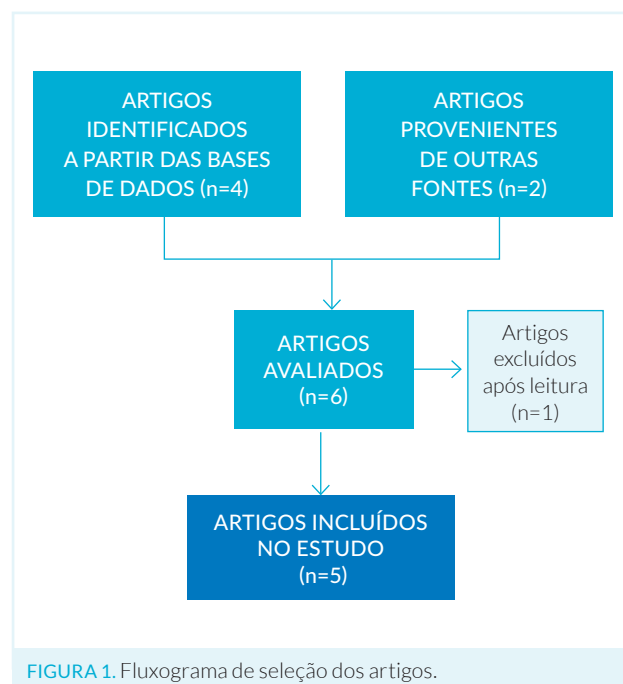 ARTIGOS
IDENTIFICADOS
A PARTIR DAS BASES
DE DADOS (n=4)
ARTIGOS
PROVENIENTES
DE OUTRAS
FONTES (n=2)
ARTIGOS
AVALIADOS
(n=6)
Artigos
excluídos
após leitura
(n=1)
ARTIGOS INCLUÍDOS
NO ESTUDO
(n=5)
FIGURA 1. Fluxograma de seleção dos artigos.